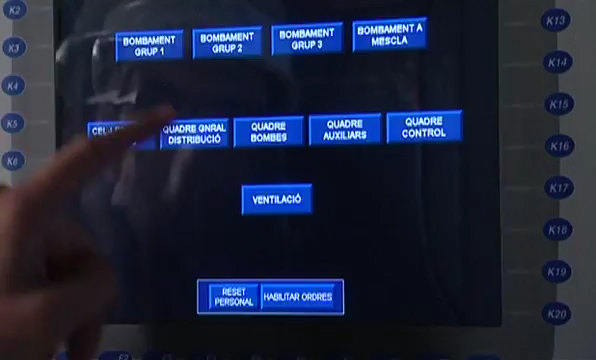 K2
K3
K4
K5
K6
BOMBAMENT
GRUP 1
BOMBAMENT
GRUP 2
BOMBAMENT
GRUP 3
BOMBAMENT A
MESCLA
QUADRE GNRAL
DISTRIBUCIÓ
QUADRE
BOMBES
QUADRE
AUXILIARS
QUADRE
CONTROL
VENTILACIÓ
RESET
PERSONAL
HABILITAR ORDRES
K13
K14
K15
K16
K17
K18
K19
K20